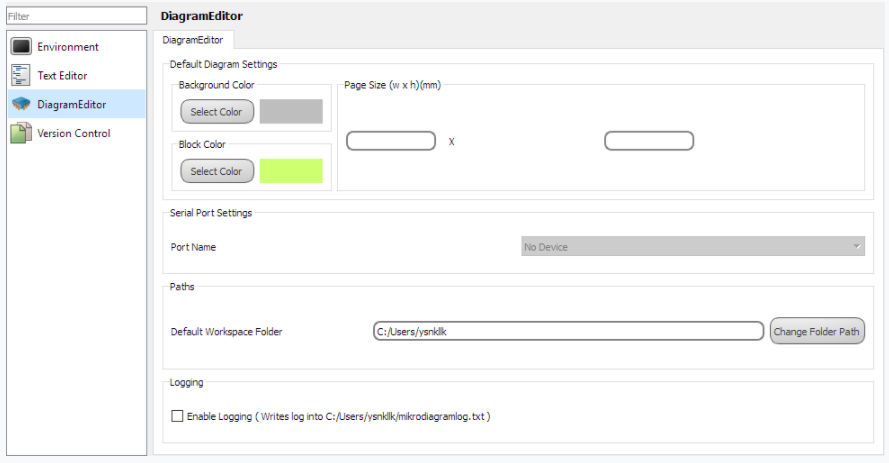 Filter
Environment
Text Editor
DiagramEditor
Version Control
DiagramEditor
DiagramEditor
Default Diagram Settings
Background Color
Select Color
Block Color
Select Color
Page Size (w x h)(mm)
X
Serial Port Settings
Port Name
No Device
Paths
Default Workspace Folder
C:/Users/ysnkllk
Change Folder Path
Logging
Enable Logging ( Writes log into C:/Users/ysnkllk/mikrodiagramlog.txt )